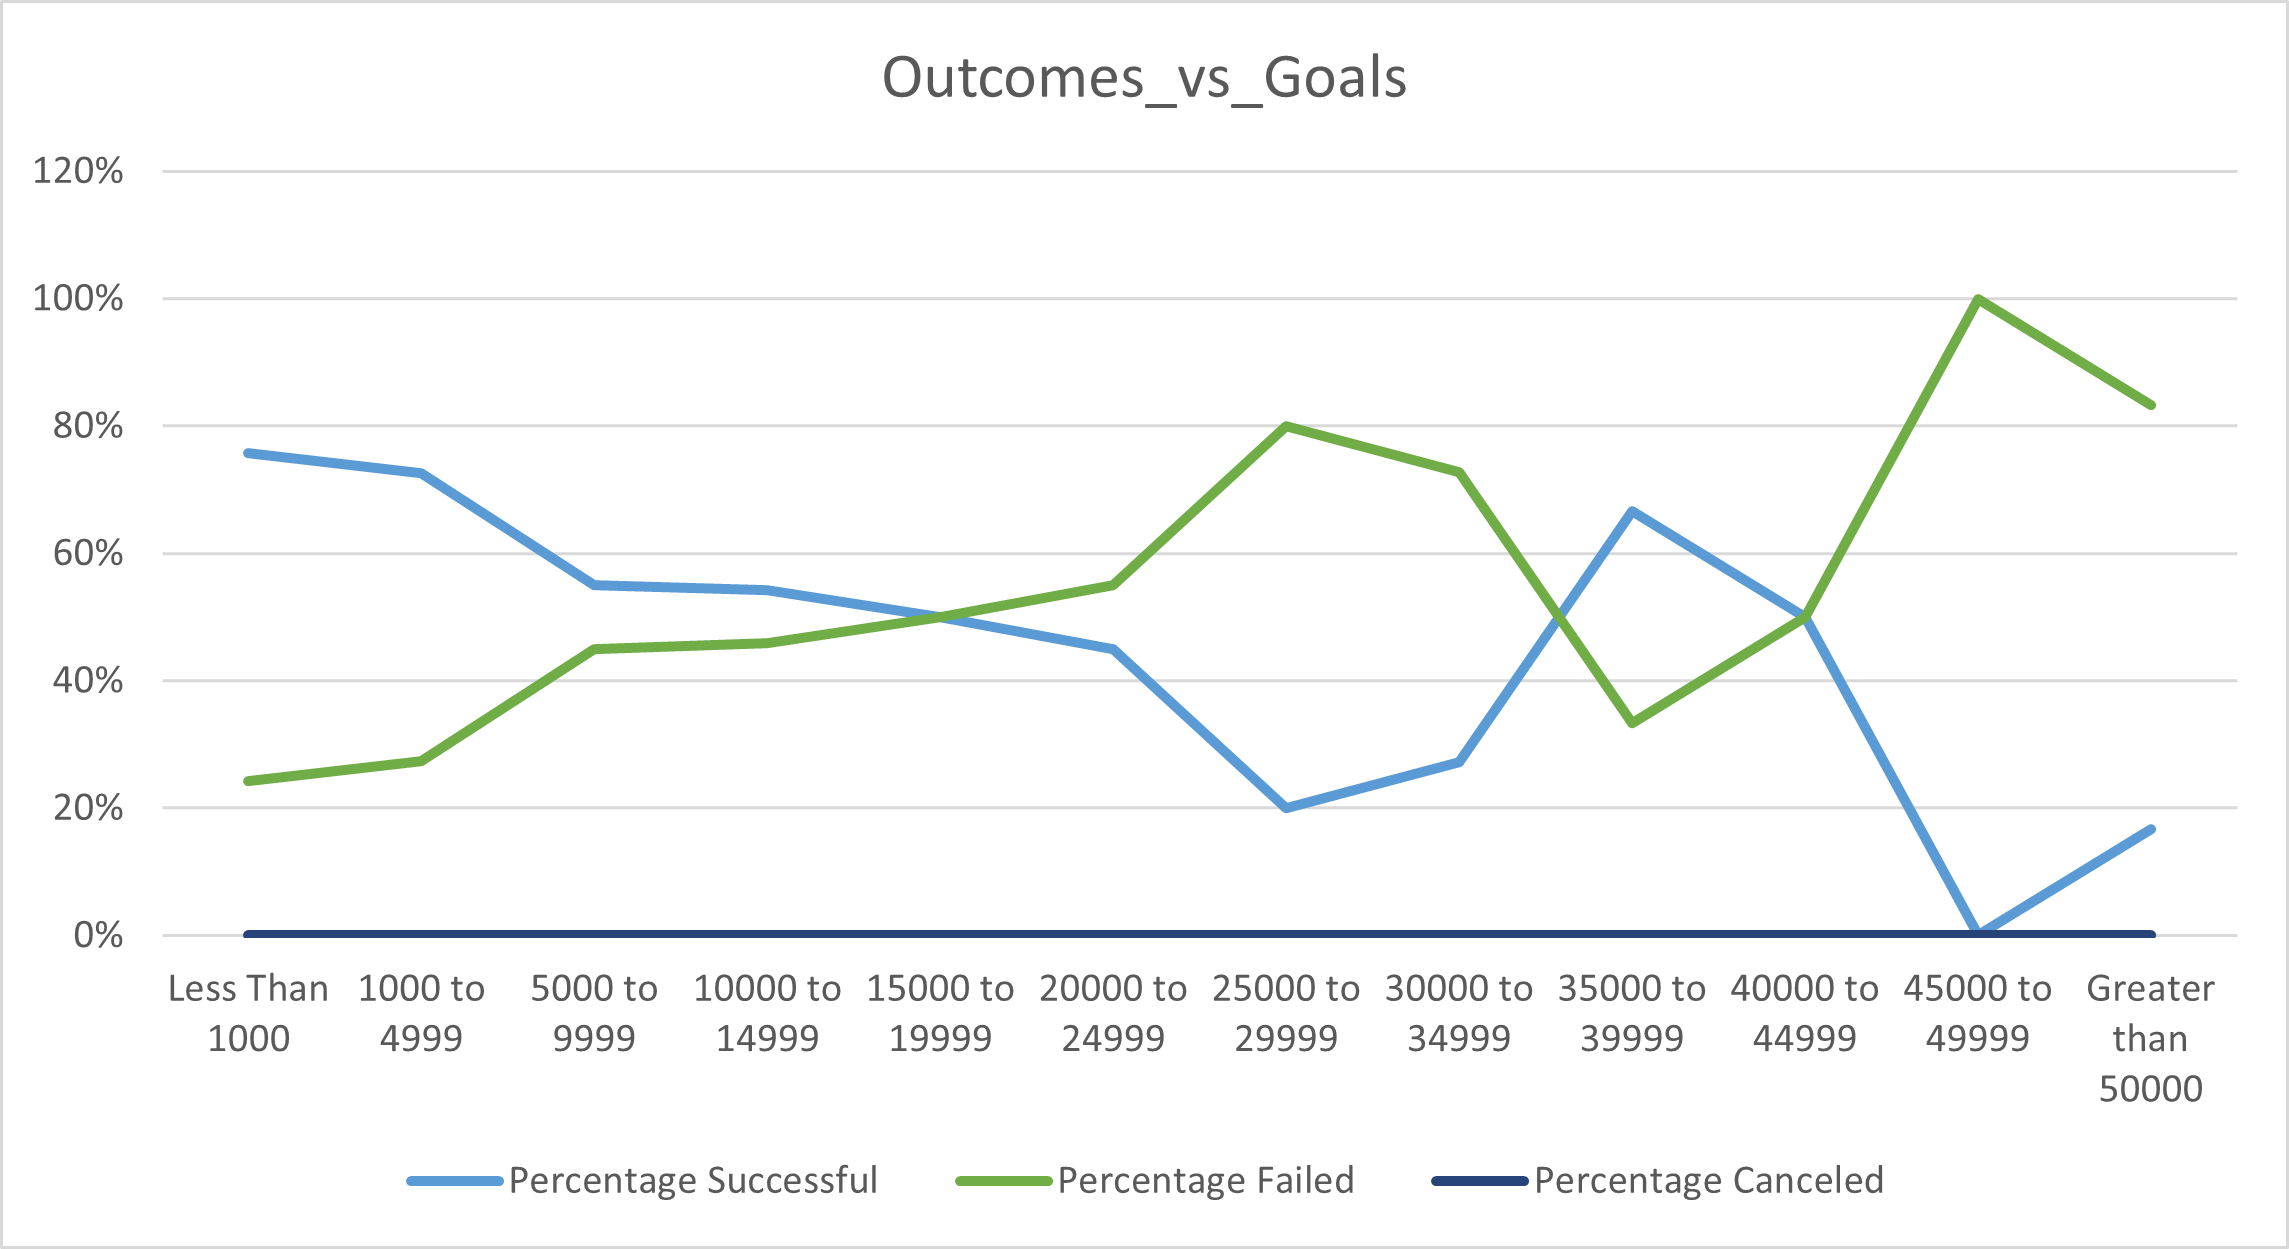 Outcomes_vs_Goals
120%
100%
80%
60%
40%
20%
0%
Less Than
1000
1000 to
4999
5000 to
9999
10000 to
14999
15000 to
19999
20000 to
24999
25000 to
29999
30000 to
34999
35000 to
39999
40000 to
44999
45000 to
49999
Greater
than
50000
Percentage Successful
Percentage Failed
Percentage Canceled